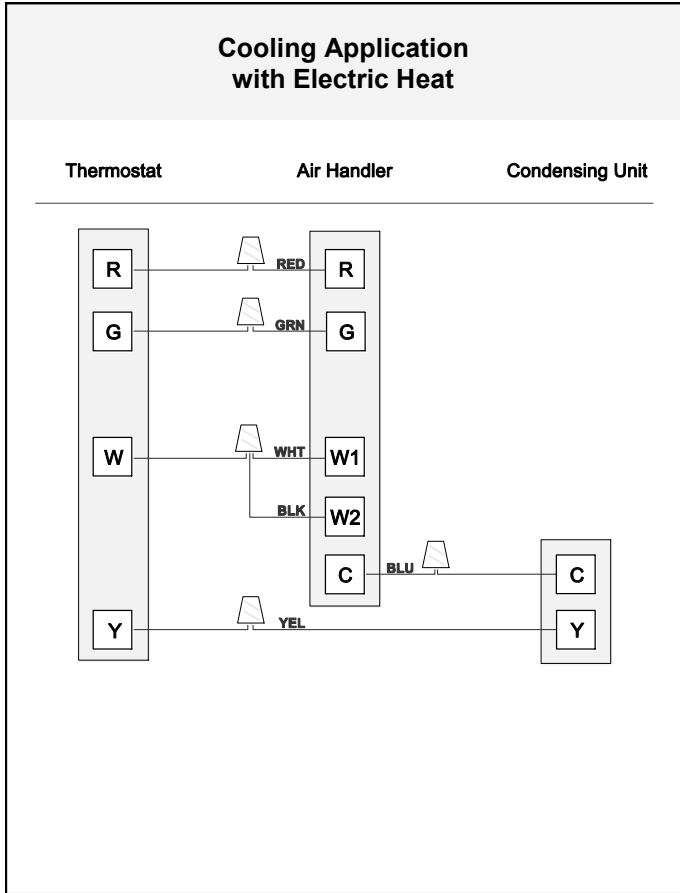 Cooling Application
with Electric Heat
Thermostat Air Handler Condensing Unit
R RED R
G GRN G
W WHT W1
BLK W2
C BLU C
Y YEL Y